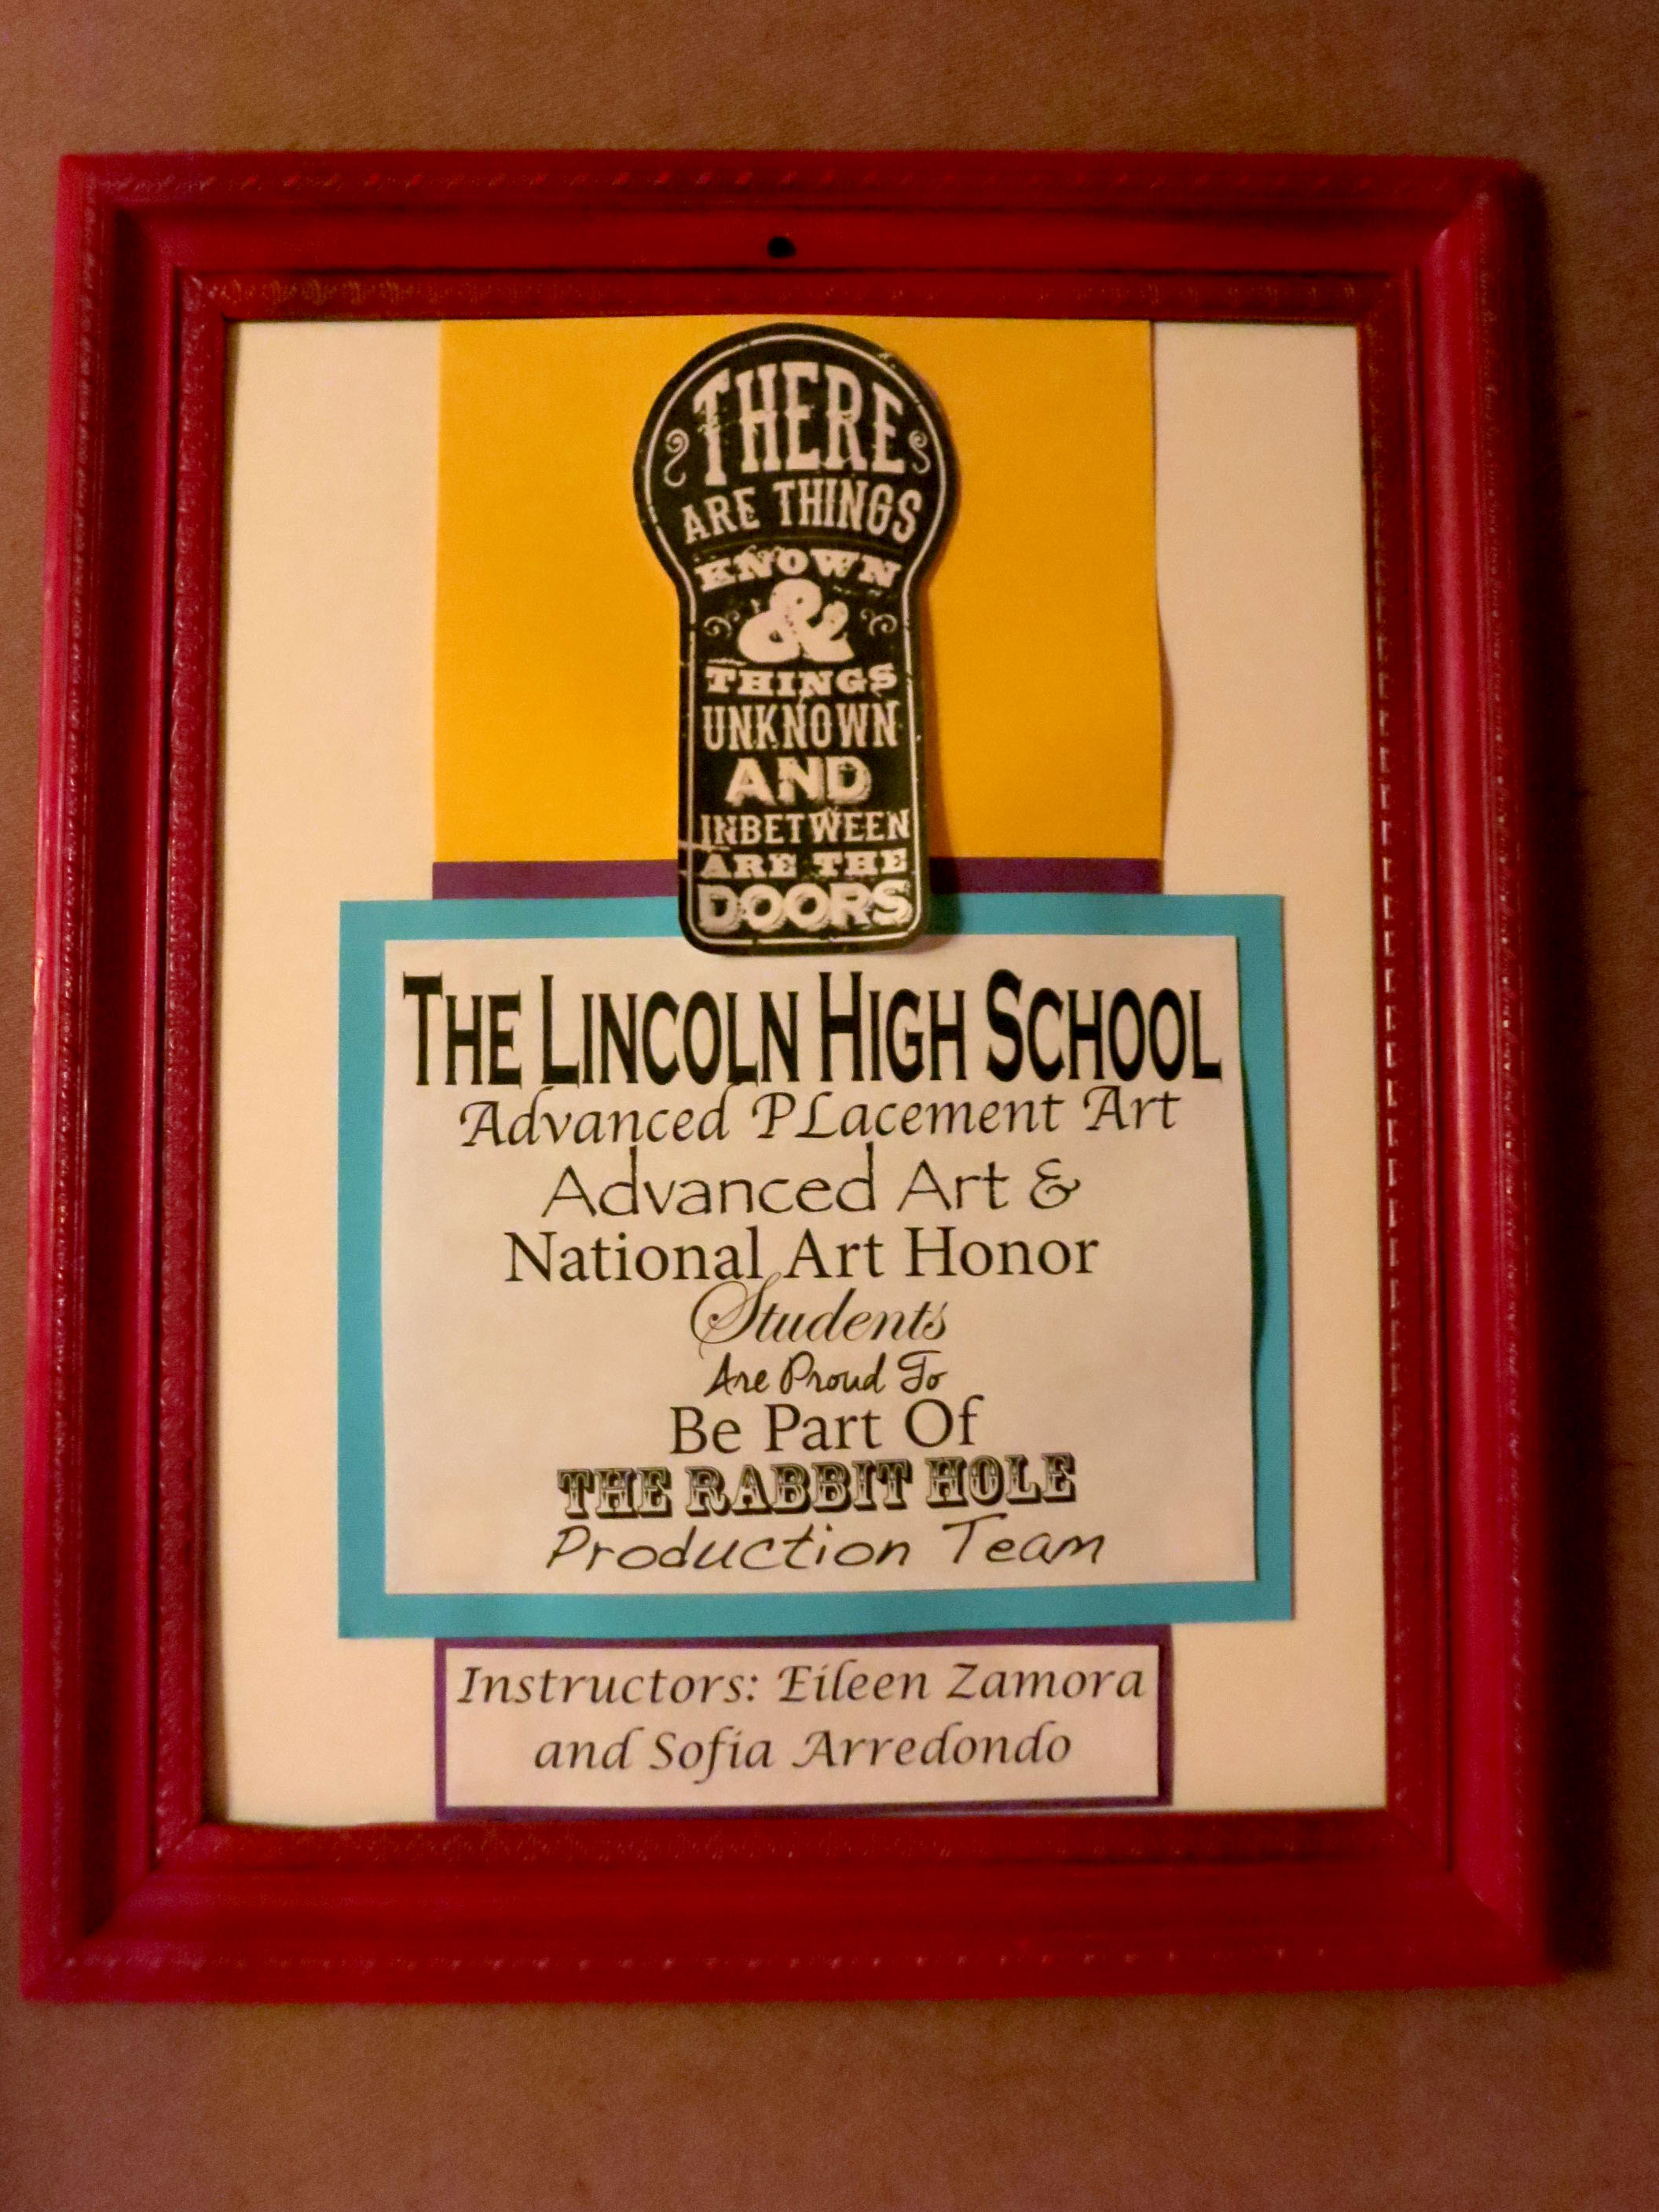 THERE
ARE THINGS
KNOWN
&
THINGS
UNKNOWN
AND
INBETWEEN
ARE THE
DOORS
THE LINCOLN HIGH SCHOOL
Advanced PLacement Art
Advanced Art &
National Art Honor
Students
Are Proud To
Be Part Of
THE RABBIT HOLE
Production Team
Instructors: Eileen Zamora
and Sofia Arredondo